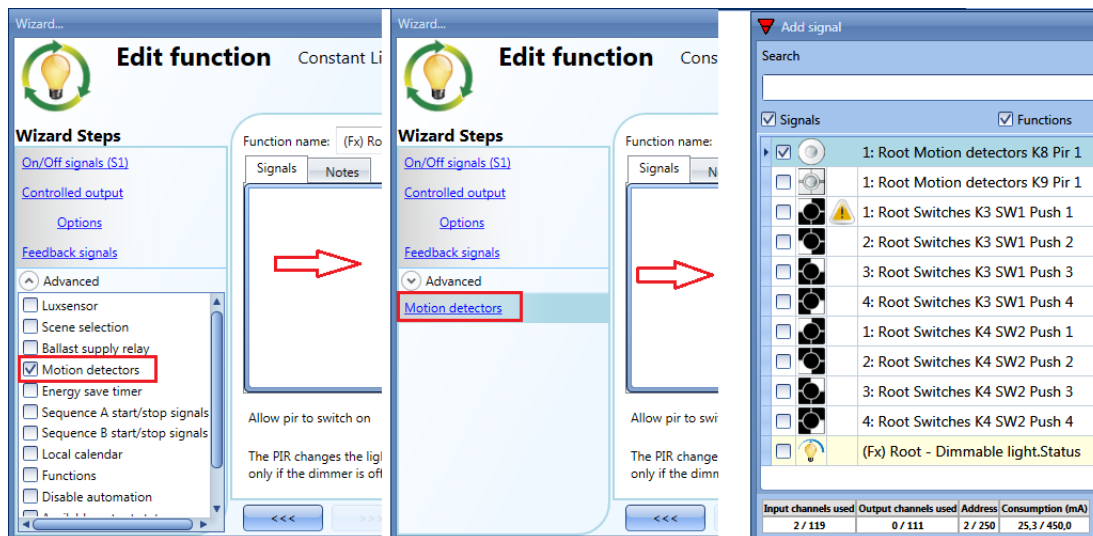 Wizard...
Edit function Constant Li
Wizard Steps
On/Off signals (S1)
Controlled output
Options
Feedback signals
Advanced
Luxsensor
Scene selection
Ballast supply relay
Motion detectors
Energy save timer
Sequence A start/stop signals
Sequence B start/stop signals
Local calendar
Functions
Disable automation
Function name: (Fx) Ro
Signals Notes
Allow pir to switch on
The PIR changes the ligh
only if the dimmer is off
<<< >>>
Wizard...
Edit function Cons
Wizard Steps
On/Off signals (S1)
Controlled output
Options
Feedback signals
Advanced
Motion detectors
Function name:
Signals N
Allow pir to swi
The PIR change
only if the dimn
<<<
Add signal
Search
Signals Functions
1: Root Motion detectors K8 Pir 1
1: Root Motion detectors K9 Pir 1
1: Root Switches K3 SW1 Push 1
2: Root Switches K3 SW1 Push 2
3: Root Switches K3 SW1 Push 3
4: Root Switches K3 SW1 Push 4
1: Root Switches K4 SW2 Push 1
2: Root Switches K4 SW2 Push 2
3: Root Switches K4 SW2 Push 3
4: Root Switches K4 SW2 Push 4
(Fx) Root - Dimmable light.Status
Input channels used Output channels used Address Consumption (mA)
2 / 119 0 / 111 2 / 250 25,3 / 450,0